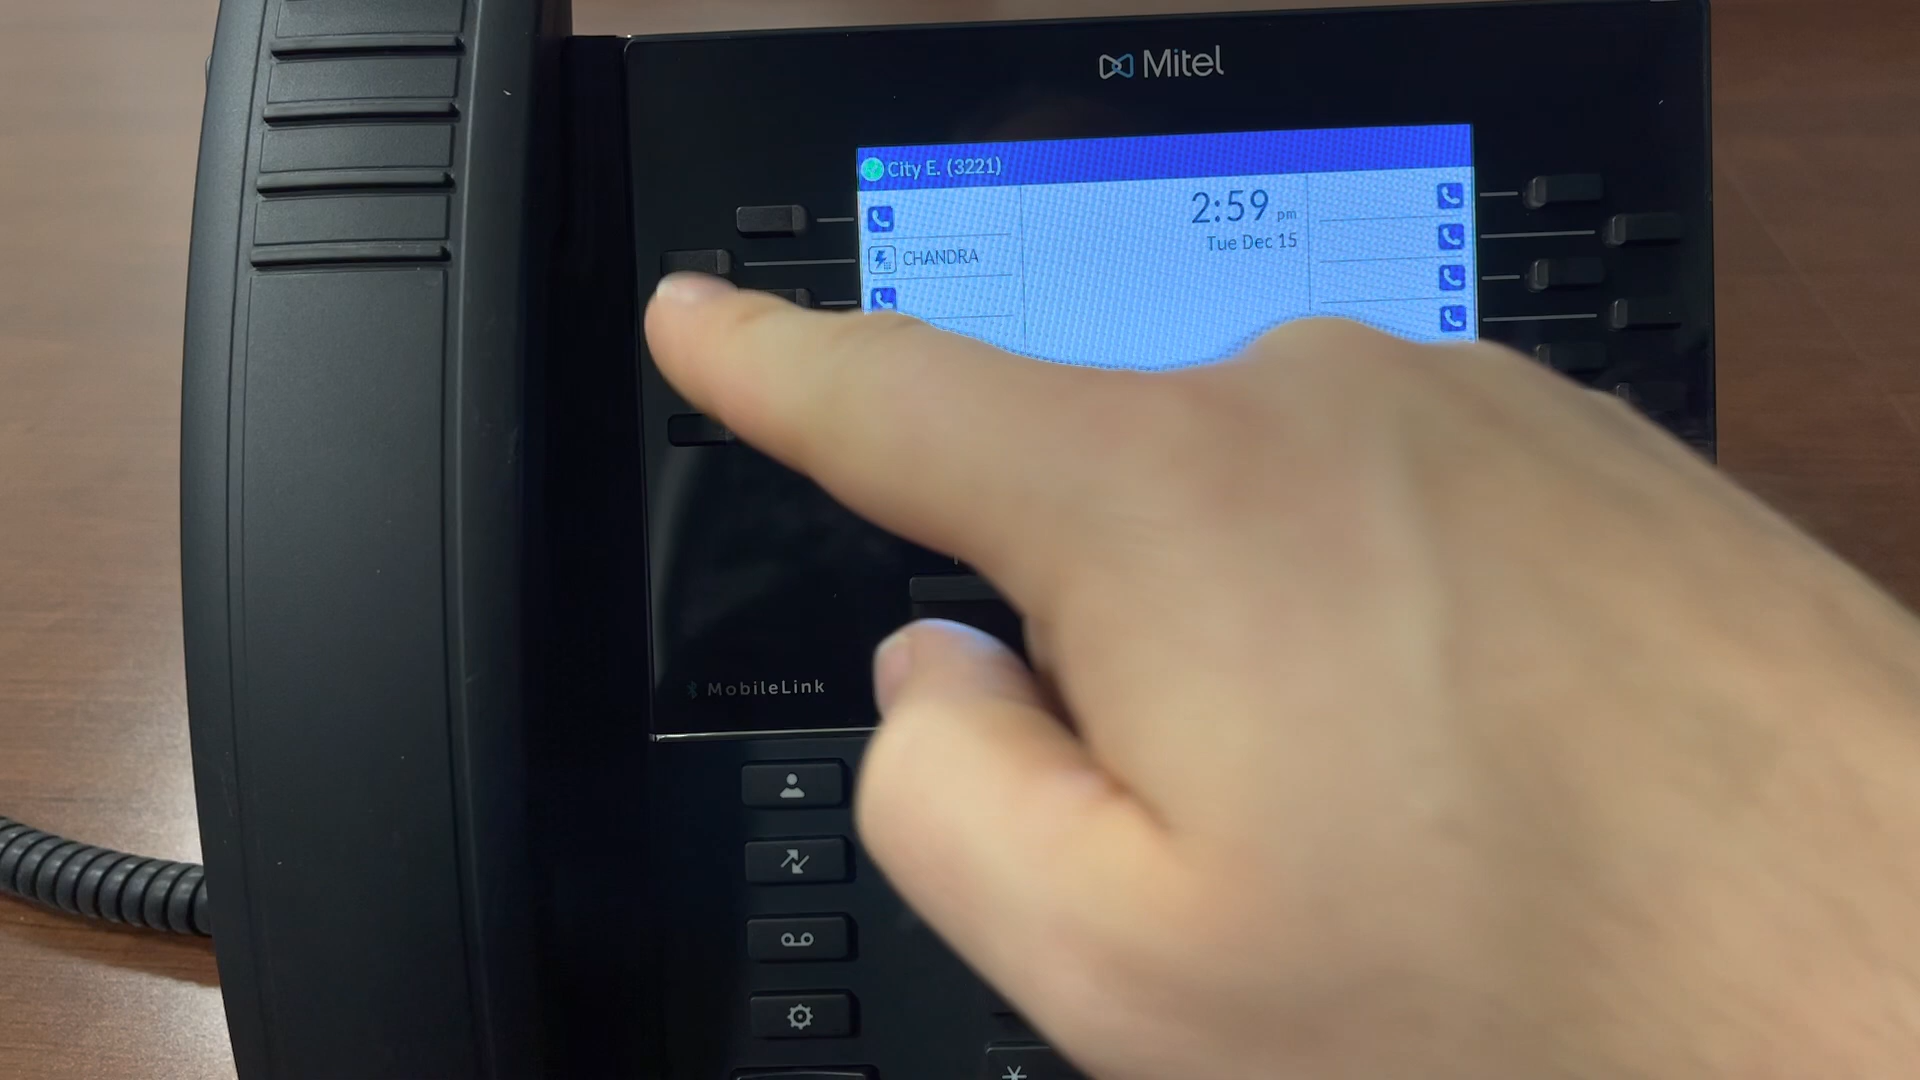 Mitel
City E. (3221)
2:59 pm
Tue Dec 15
CHANDRA
MobileLink